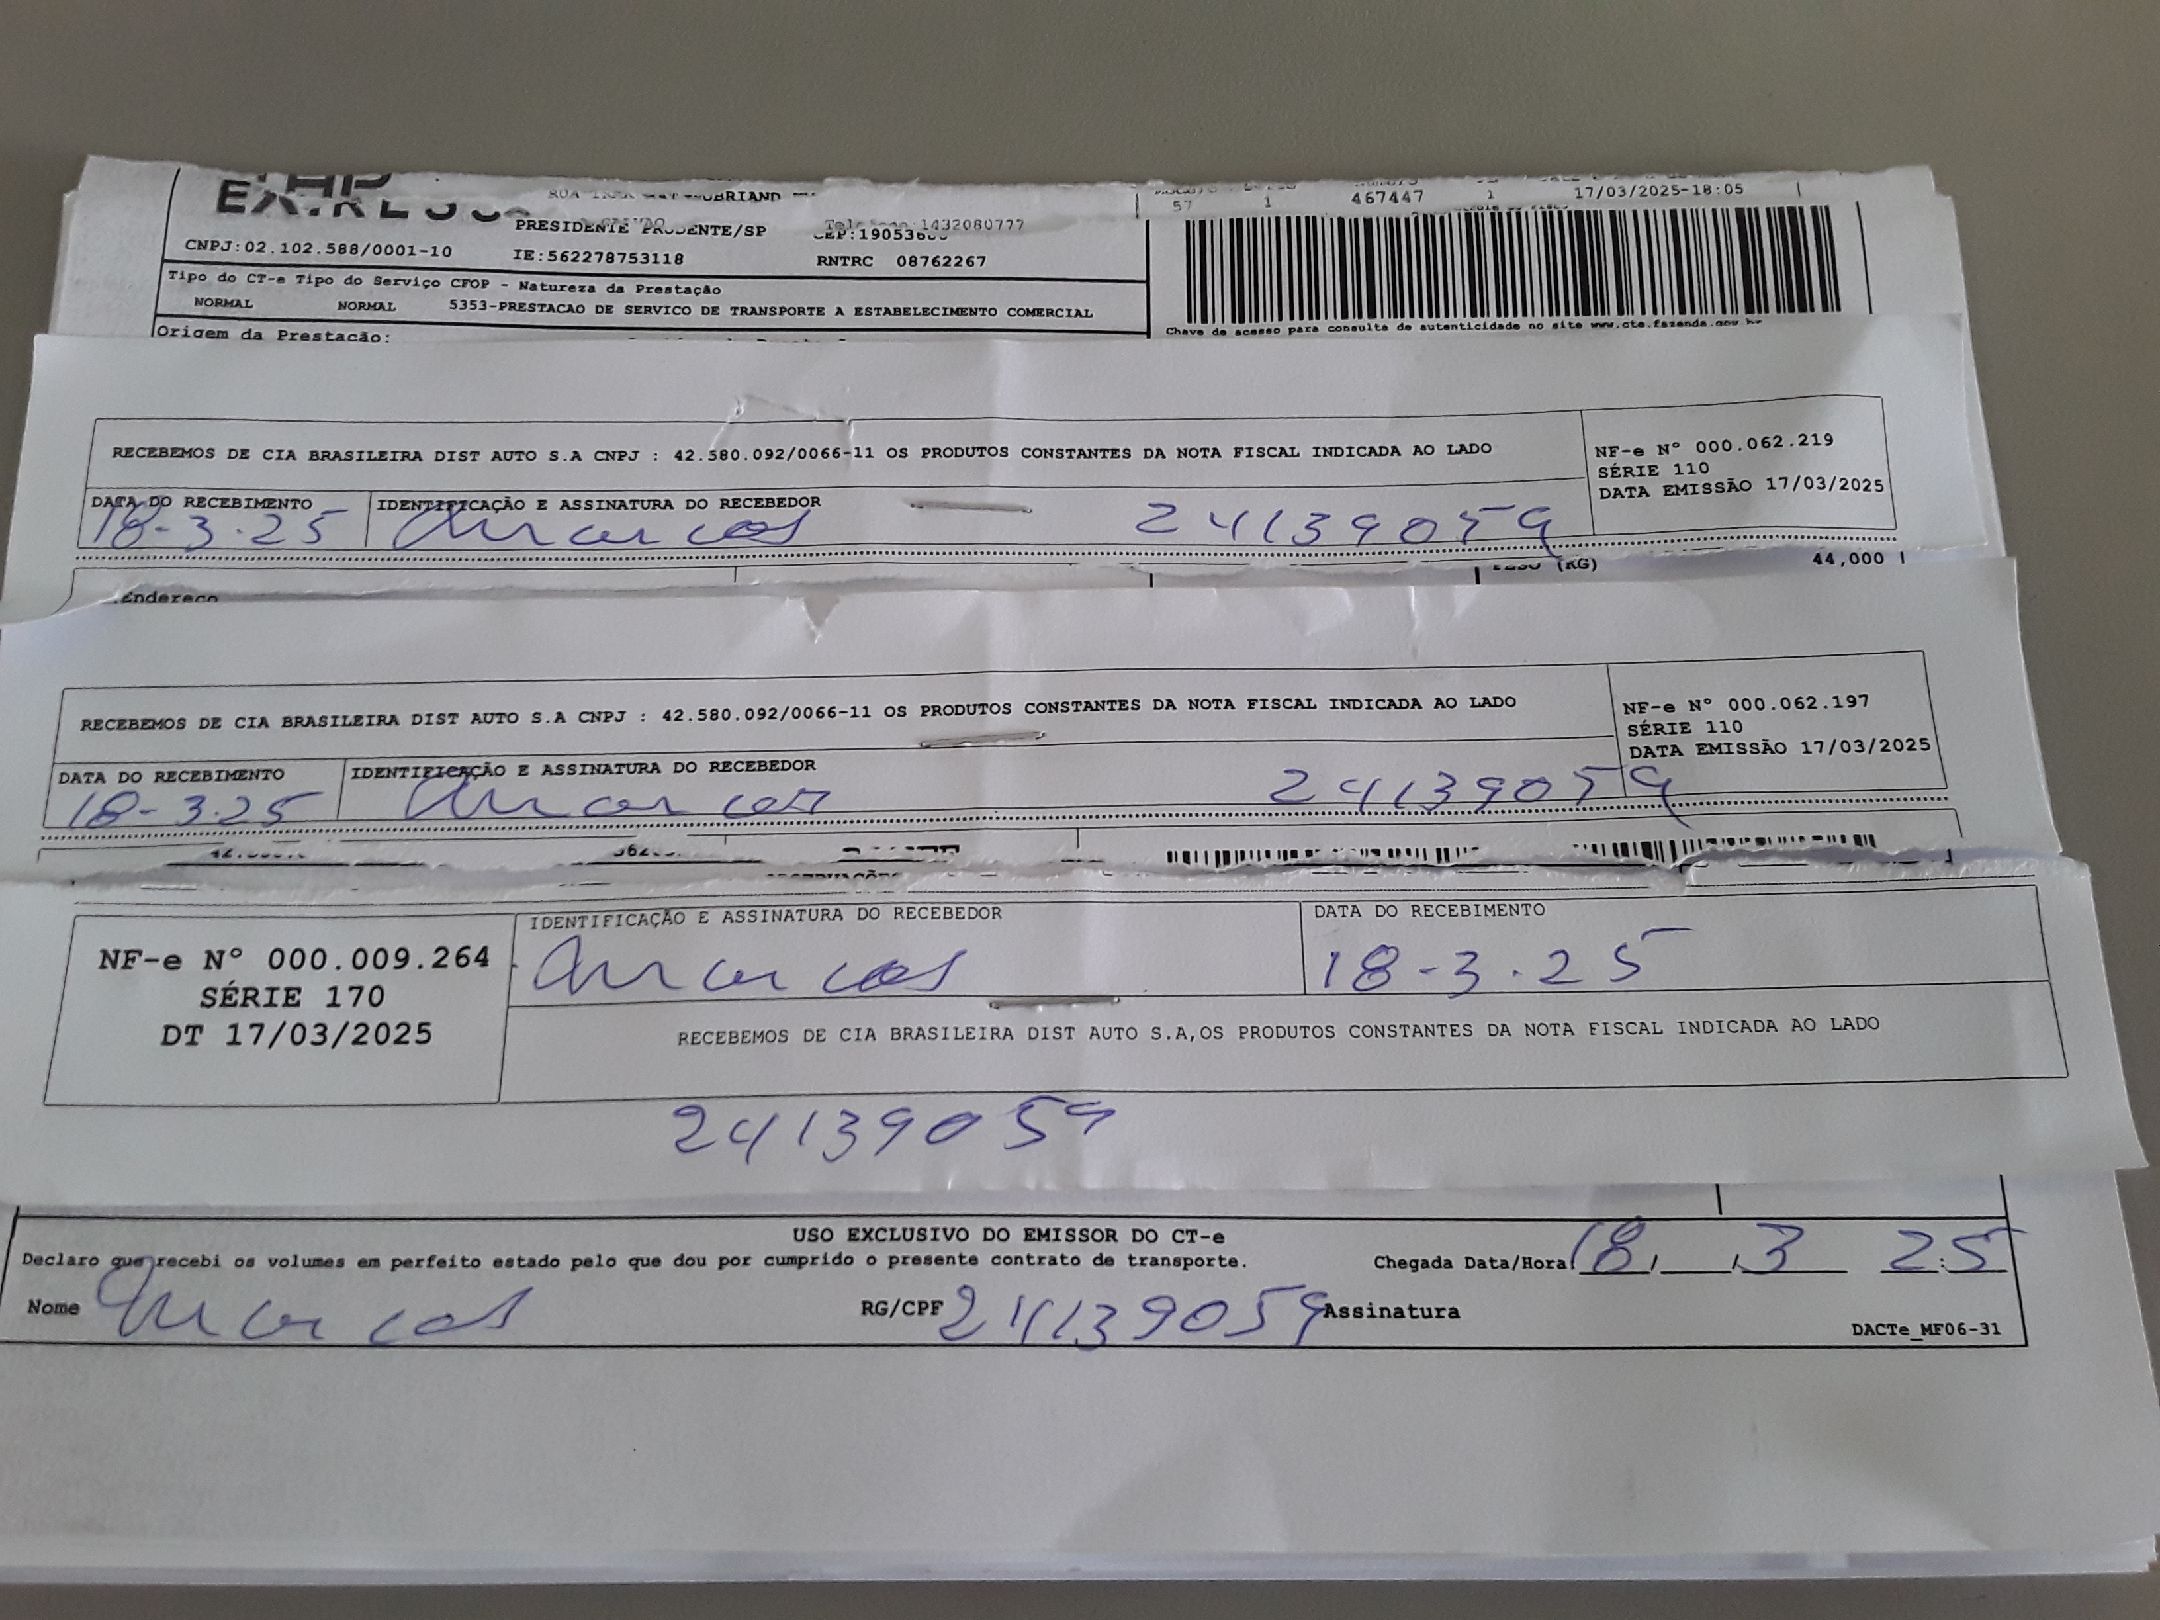 EXPRESS
PRESIDENTE PRUDENTE/SP
1432080777
CNPJ:02.102.588/0001-10 IE:562278753118 RNTRC 08762267
57 1 467447 1 17/03/2025-18:05
Tipo do CT-e Tipo do Serviço CFOP - Natureza da Prestação
NORMAL NORMAL 5353-PRESTACAO DE SERVICO DE TRANSPORTE A ESTABELECIMENTO COMERCIAL
Chave de acesso para consulta de autenticidade no site www.cte.fazenda.gov.br
Origem da Prestação:
RECEBEMOS DE CIA BRASILEIRA DIST AUTO S.A CNPJ : 42.580.092/0066-11 OS PRODUTOS CONSTANTES DA NOTA FISCAL INDICADA AO LADO
NF-e Nº 000.062.219
SÉRIE 110
DATA EMISSÃO 17/03/2025
DATA DO RECEBIMENTO IDENTIFICAÇÃO E ASSINATURA DO RECEBEDOR
18-3.25 Marcos 24139059
Endereço (KG) 44,000
RECEBEMOS DE CIA BRASILEIRA DIST AUTO S.A CNPJ : 42.580.092/0066-11 OS PRODUTOS CONSTANTES DA NOTA FISCAL INDICADA AO LADO
NF-e Nº 000.062.197
SÉRIE 110
DATA EMISSÃO 17/03/2025
DATA DO RECEBIMENTO IDENTIFICAÇÃO E ASSINATURA DO RECEBEDOR
18-3.25 Marcos 24139059
NF-e Nº 000.009.264
SÉRIE 170
DT 17/03/2025
IDENTIFICAÇÃO E ASSINATURA DO RECEBEDOR DATA DO RECEBIMENTO
Marcos 18-3.25
RECEBEMOS DE CIA BRASILEIRA DIST AUTO S.A,OS PRODUTOS CONSTANTES DA NOTA FISCAL INDICADA AO LADO
24139059
USO EXCLUSIVO DO EMISSOR DO CT-e
Declaro que recebi os volumes em perfeito estado pelo que dou por cumprido o presente contrato de transporte. Chegada Data/Hora 18/ /3 25
Nome Marcos RG/CPF 24139059 Assinatura
DACTe_MF06-31